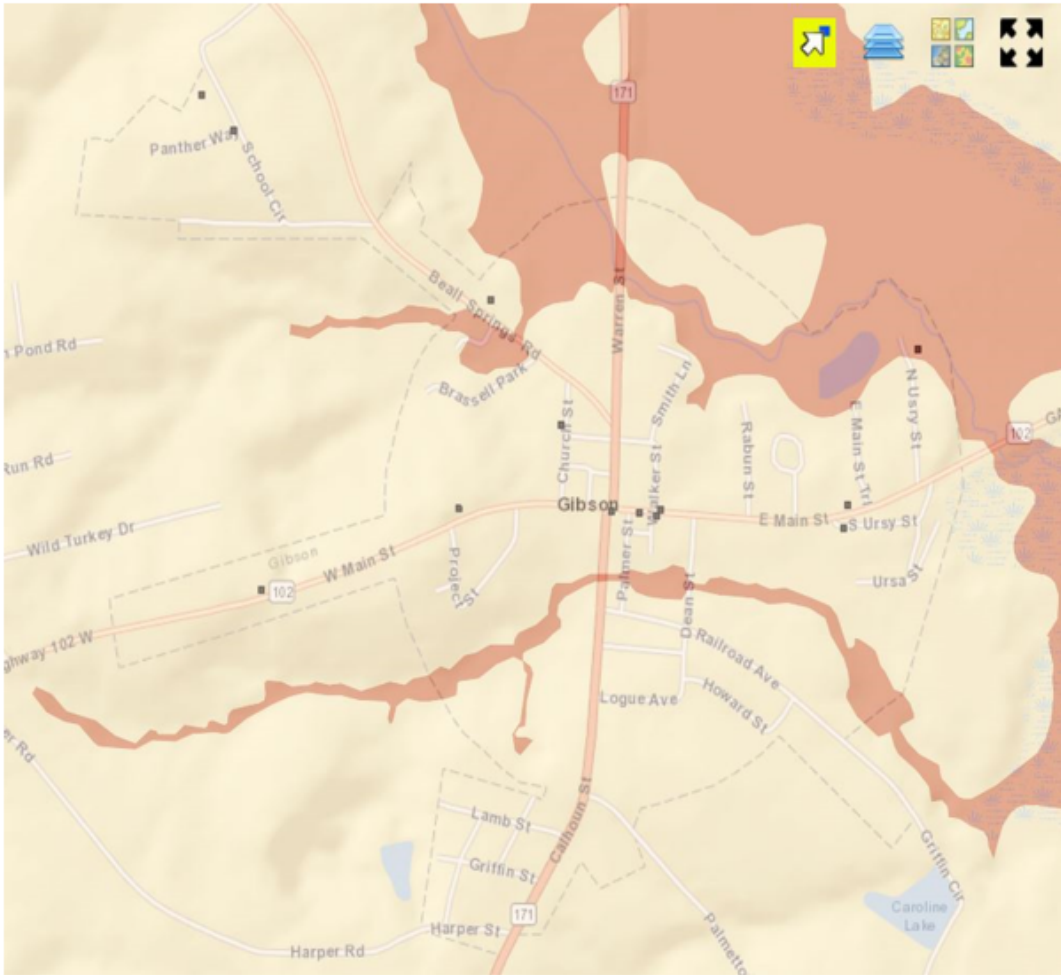 171
Panther Way
School Cir
Beall Springs Rd
Warren St
n Pond Rd
Brassell Park
Smith Ln
N Usry St
Church St
Walker St
Rabun St
E Main St Trl
102
Run Rd
Gibson
E Main St
S Ursy St
Wild Turkey Dr
Gibson
W Main St
Project St
Palmer St
Dean St
Ursa St
102
ghway 102 W
Railroad Ave
Logue Ave
Howard St
er Rd
Calhoun St
Lamb St
Griffin St
Griffin Cir
171
Harper St
Harper Rd
Palmetto
Caroline
Lake